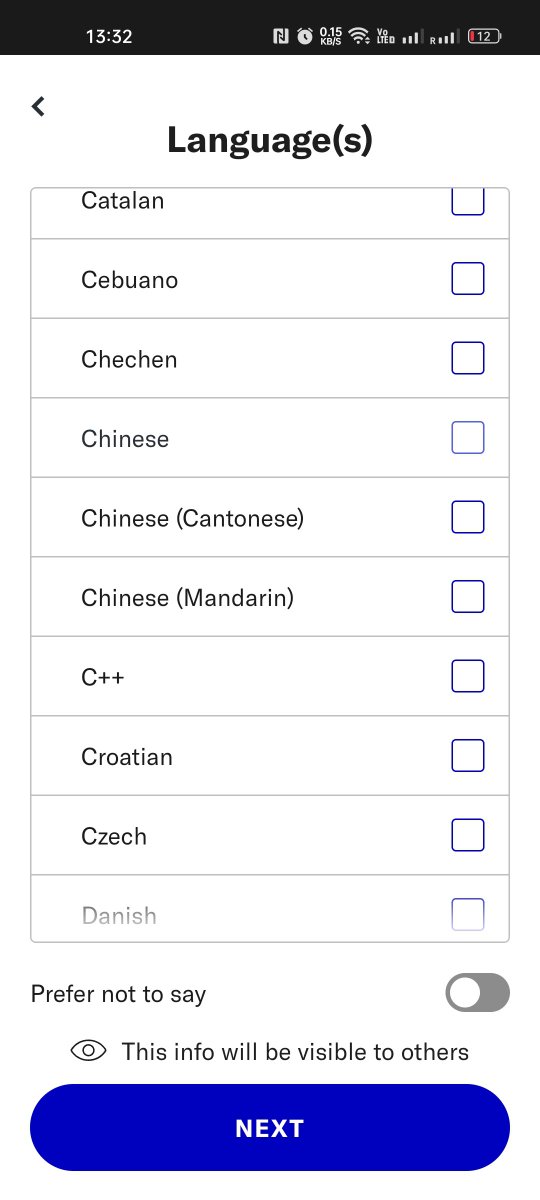 13:32
0.15
KB/S
Vo
LTED
R
12
Language(s)
Catalan
Cebuano
Chechen
Chinese
Chinese (Cantonese)
Chinese (Mandarin)
C++
Croatian
Czech
Danish
Prefer not to say
This info will be visible to others
NEXT